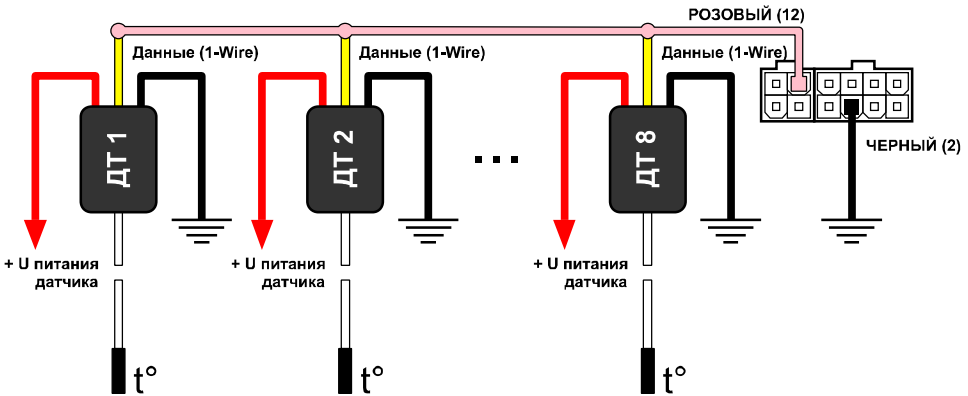 РОЗОВЫЙ (12)
Данные (1-Wire)
Данные (1-Wire)
Данные (1-Wire)
ДТ 1
ДТ 2
...
ДТ 8
ЧЕРНЫЙ (2)
+ U питания
датчика
+ U питания
датчика
+ U питания
датчика
t°
t°
t°